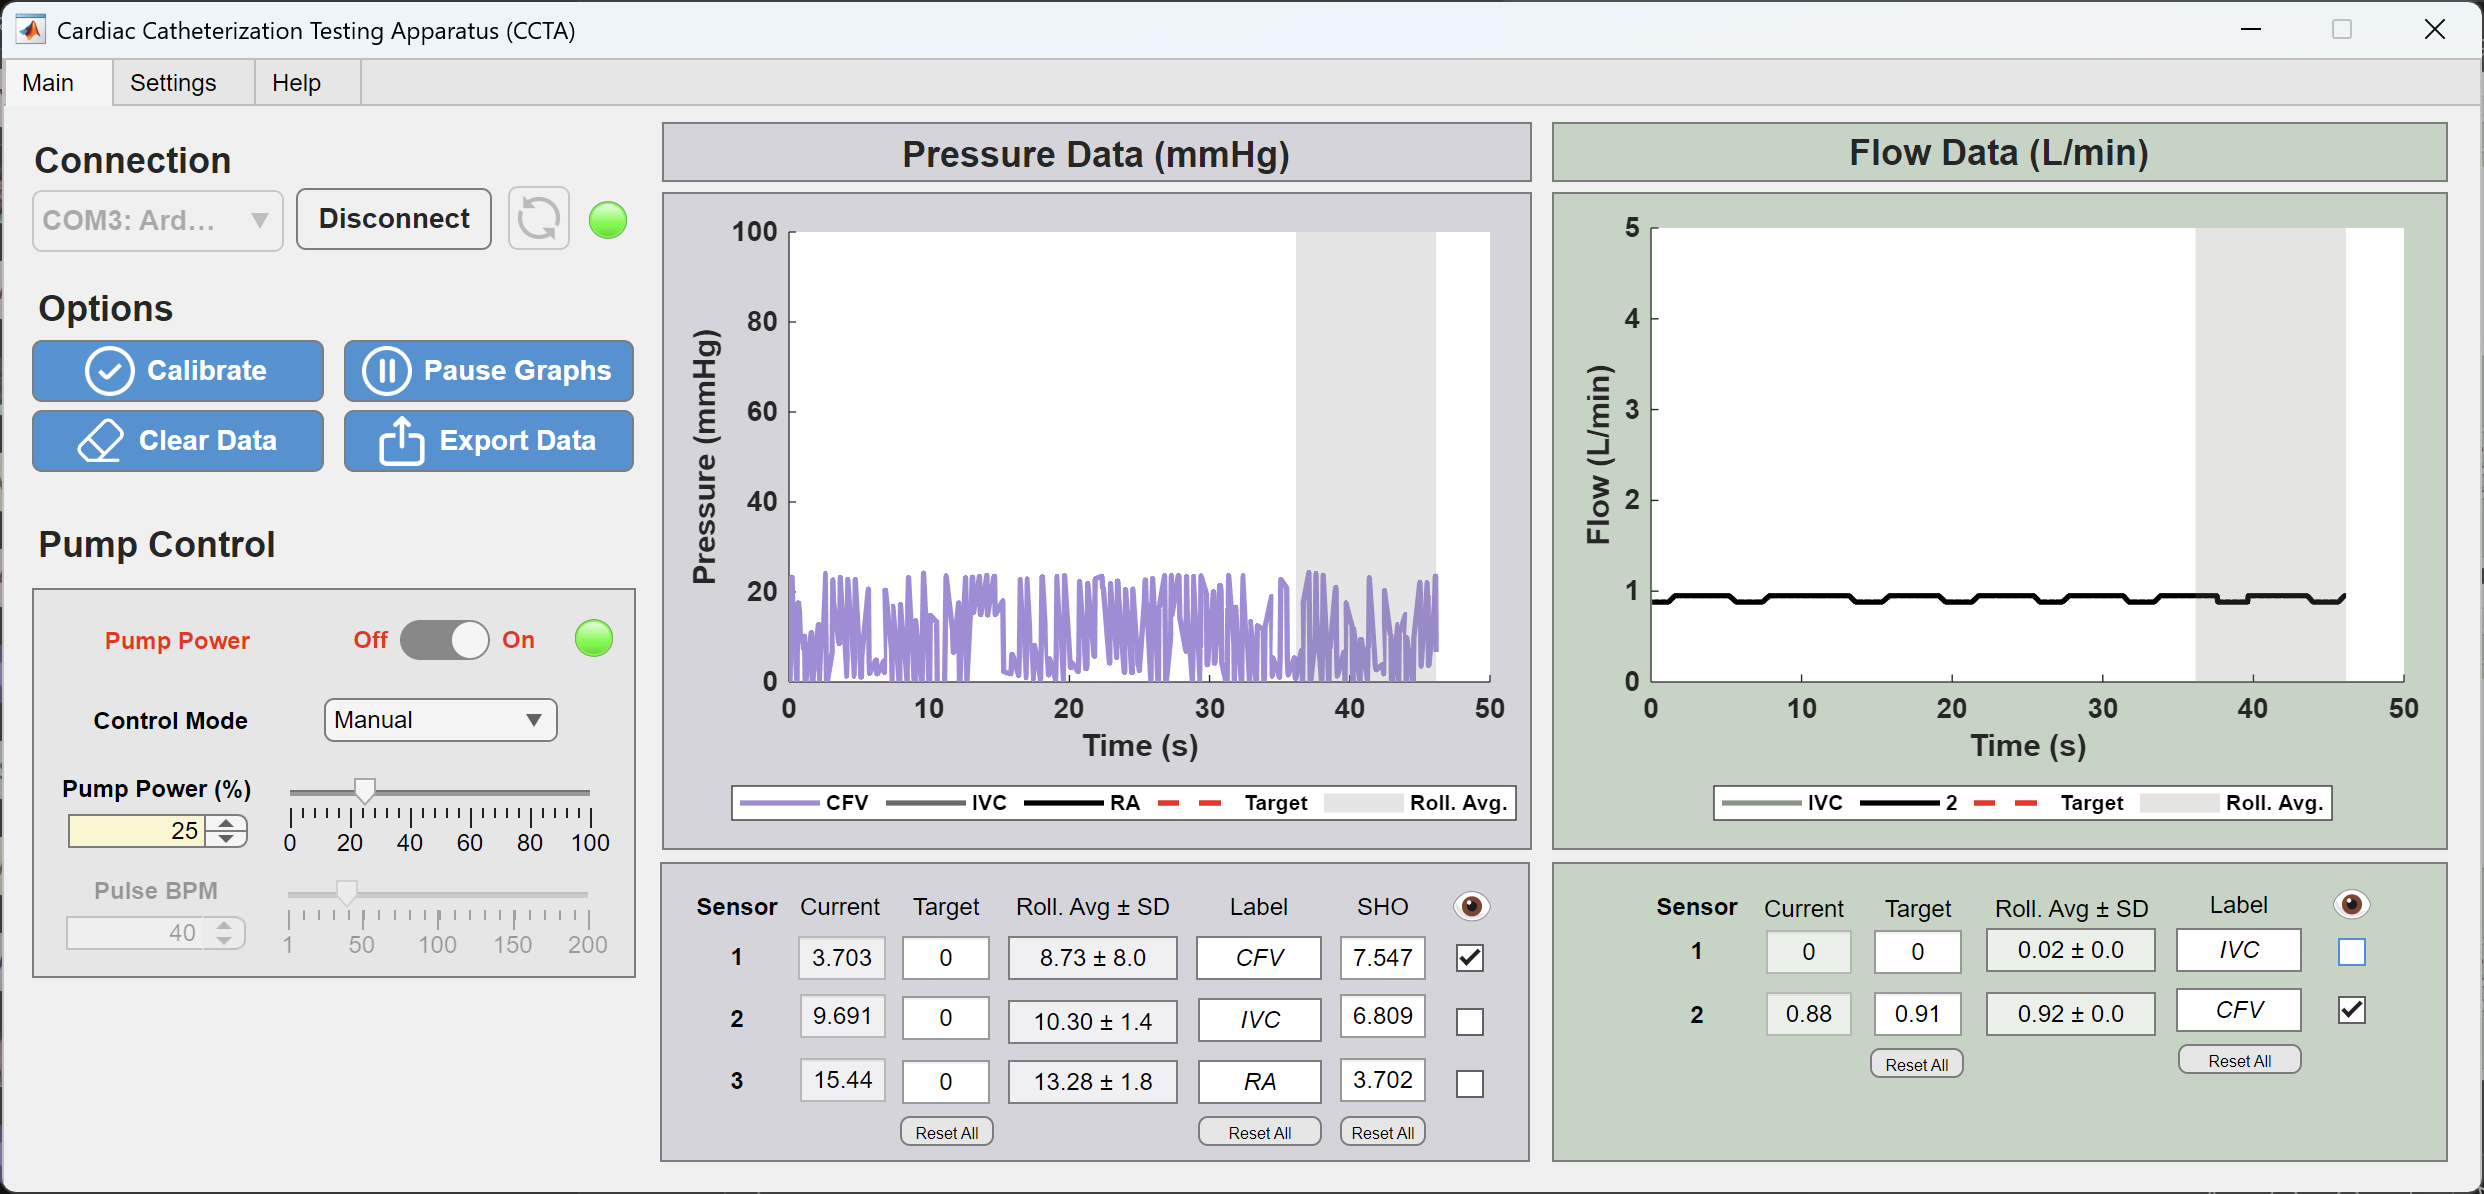 Cardiac Catheterization Testing Apparatus (CCTA)
Main Settings Help
Connection
COM3: Ard... Disconnect
Options
Calibrate Pause Graphs
Clear Data Export Data
Pump Control
Pump Power Off On
Control Mode Manual
Pump Power (%)
25
0 20 40 60 80 100
Pulse BPM
40
1 50 100 150 200
Pressure Data (mmHg)
Pressure (mmHg)
100
80
60
40
20
0
0 10 20 30 40 50
Time (s)
CFV IVC RA Target Roll. Avg.
Sensor Current Target Roll. Avg ± SD Label SHO
1 3.703 0 8.73 ± 8.0 CFV 7.547
2 9.691 0 10.30 ± 1.4 IVC 6.809
3 15.44 0 13.28 ± 1.8 RA 3.702
Reset All Reset All Reset All
Flow Data (L/min)
Flow (L/min)
5
4
3
2
1
0
0 10 20 30 40 50
Time (s)
IVC 2 Target Roll. Avg.
Sensor Current Target Roll. Avg ± SD Label
1 0 0 0.02 ± 0.0 IVC
2 0.88 0.91 0.92 ± 0.0 CFV
Reset All Reset All